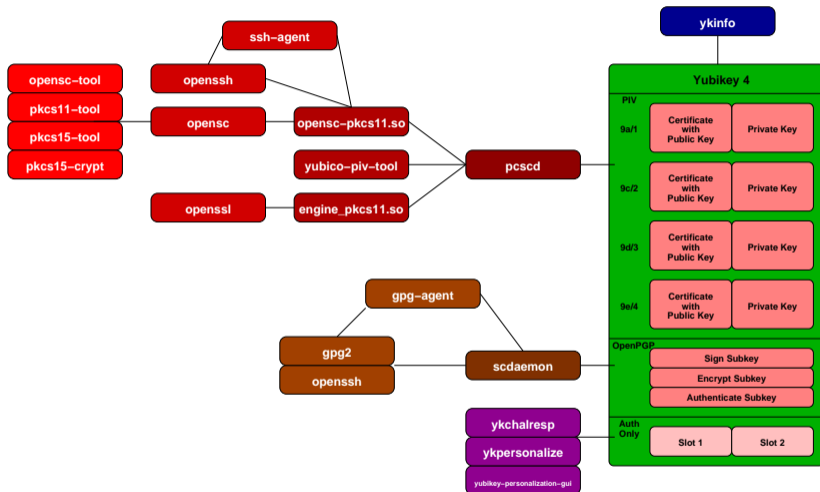 ykinfo
ssh-agent
openssh
opensc-tool
pkcs11-tool
pkcs15-tool
pkcs15-crypt
opensc
opensc-pkcs11.so
yubico-piv-tool
openssl
engine_pkcs11.so
pcscd
gpg-agent
gpg2
openssh
scdaemon
ykchalresp
ykpersonalize
yubikey-personalization-gui
Yubikey 4
PIV
9a/1
Certificate
with
Public Key
Private Key
9c/2
Certificate
with
Public Key
Private Key
9d/3
Certificate
with
Public Key
Private Key
9e/4
Certificate
with
Public Key
Private Key
OpenPGP
Sign Subkey
Encrypt Subkey
Authenticate Subkey
Auth
Only
Slot 1
Slot 2